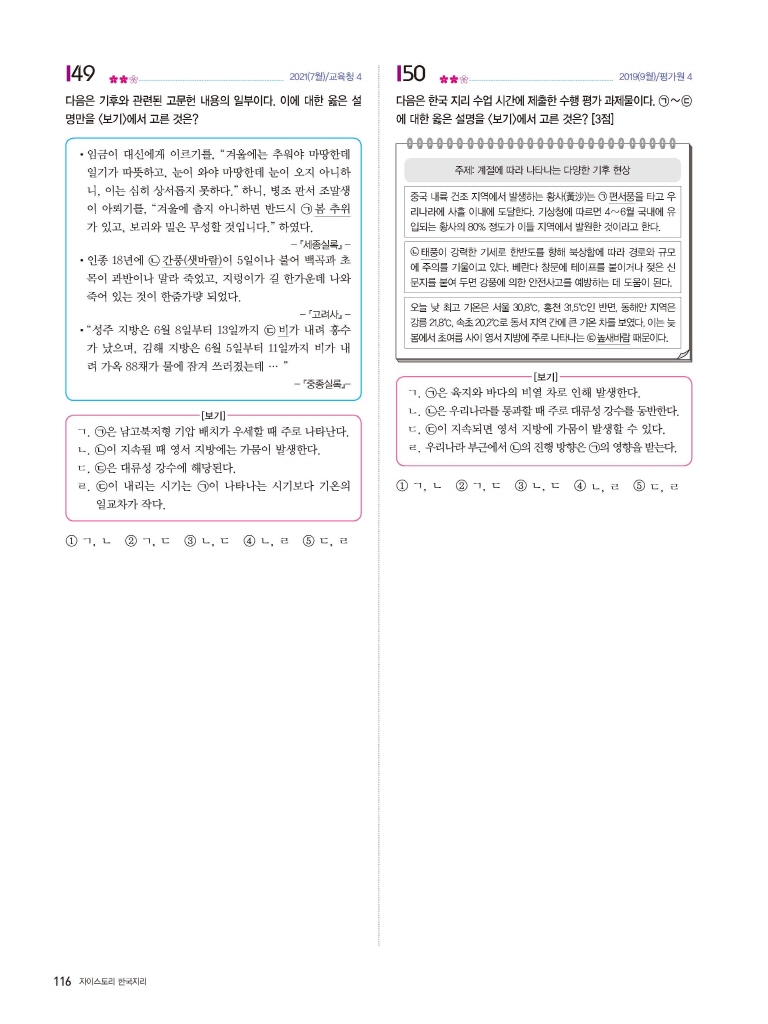 I49
2021(7월)/교육청 4
다음은 기후와 관련된 고문헌 내용의 일부이다. 이에 대한 옳은 설
명만을 <보기>에서 고른 것은?
• 임금이 대신에게 이르기를, “겨울에는 추워야 마땅한데
일기가 따뜻하고, 눈이 와야 마땅한데 눈이 오지 아니하
니, 이는 심히 상서롭지 못하다.” 하니, 병조 판서 조말생
이 아뢰기를, “겨울에 춥지 아니하면 반드시 ㉠ 봄 추위
가 있고, 보리와 밀은 무성할 것입니다.” 하였다.
- 『세종실록』 -
• 인종 18년에 ㉡ 간풍(샛바람)이 5일이나 불어 백곡과 초
목이 과반이나 말라 죽었고, 지렁이가 길 한가운데 나와
죽어 있는 것이 한줌가량 되었다.
- 『고려사』 -
• “성주 지방은 6월 8일부터 13일까지 ㉢ 비가 내려 홍수
가 났으며, 김해 지방은 6월 5일부터 11일까지 비가 내
려 가옥 88채가 물에 잠겨 쓰러졌는데 … ”
- 『중종실록』-
[보기]
ㄱ. ㉠은 남고북저형 기압 배치가 우세할 때 주로 나타난다.
ㄴ. ㉡이 지속될 때 영서 지방에는 가뭄이 발생한다.
ㄷ. ㉢은 대류성 강수에 해당된다.
ㄹ. ㉢이 내리는 시기는 ㉠이 나타나는 시기보다 기온의
일교차가 작다.
① ㄱ, ㄴ ② ㄱ, ㄷ ③ ㄴ, ㄷ ④ ㄴ, ㄹ ⑤ ㄷ, ㄹ
I50
2019(9월)/평가원 4
다음은 한국 지리 수업 시간에 제출한 수행 평가 과제물이다. ㉠~㉢
에 대한 옳은 설명을 <보기>에서 고른 것은? [3점]
주제: 계절에 따라 나타나는 다양한 기후 현상
중국 내륙 건조 지역에서 발생하는 황사(黃沙)는 ㉠ 편서풍을 타고 우
리나라에 사흘 이내에 도달한다. 기상청에 따르면 4~6월 국내에 유
입되는 황사의 80% 정도가 이들 지역에서 발원한 것이라고 한다.
㉡ 태풍이 강력한 기세로 한반도를 향해 북상함에 따라 경로와 규모
에 주의를 기울이고 있다. 베란다 창문에 테이프를 붙이거나 젖은 신
문지를 붙여 두면 강풍에 의한 안전사고를 예방하는 데 도움이 된다.
오늘 낮 최고 기온은 서울 30.8℃, 홍천 31.5℃인 반면, 동해안 지역은
강릉 21.8℃, 속초 20.2℃로 동서 지역 간에 큰 기온 차를 보였다. 이는 늦
봄에서 초여름 사이 영서 지방에 주로 나타나는 ㉢ 높새바람 때문이다.
[보기]
ㄱ. ㉠은 육지와 바다의 비열 차로 인해 발생한다.
ㄴ. ㉡은 우리나라를 통과할 때 주로 대류성 강수를 동반한다.
ㄷ. ㉢이 지속되면 영서 지방에 가뭄이 발생할 수 있다.
ㄹ. 우리나라 부근에서 ㉡의 진행 방향은 ㉠의 영향을 받는다.
① ㄱ, ㄴ ② ㄱ, ㄷ ③ ㄴ, ㄷ ④ ㄴ, ㄹ ⑤ ㄷ, ㄹ
116 자이스토리 한국지리